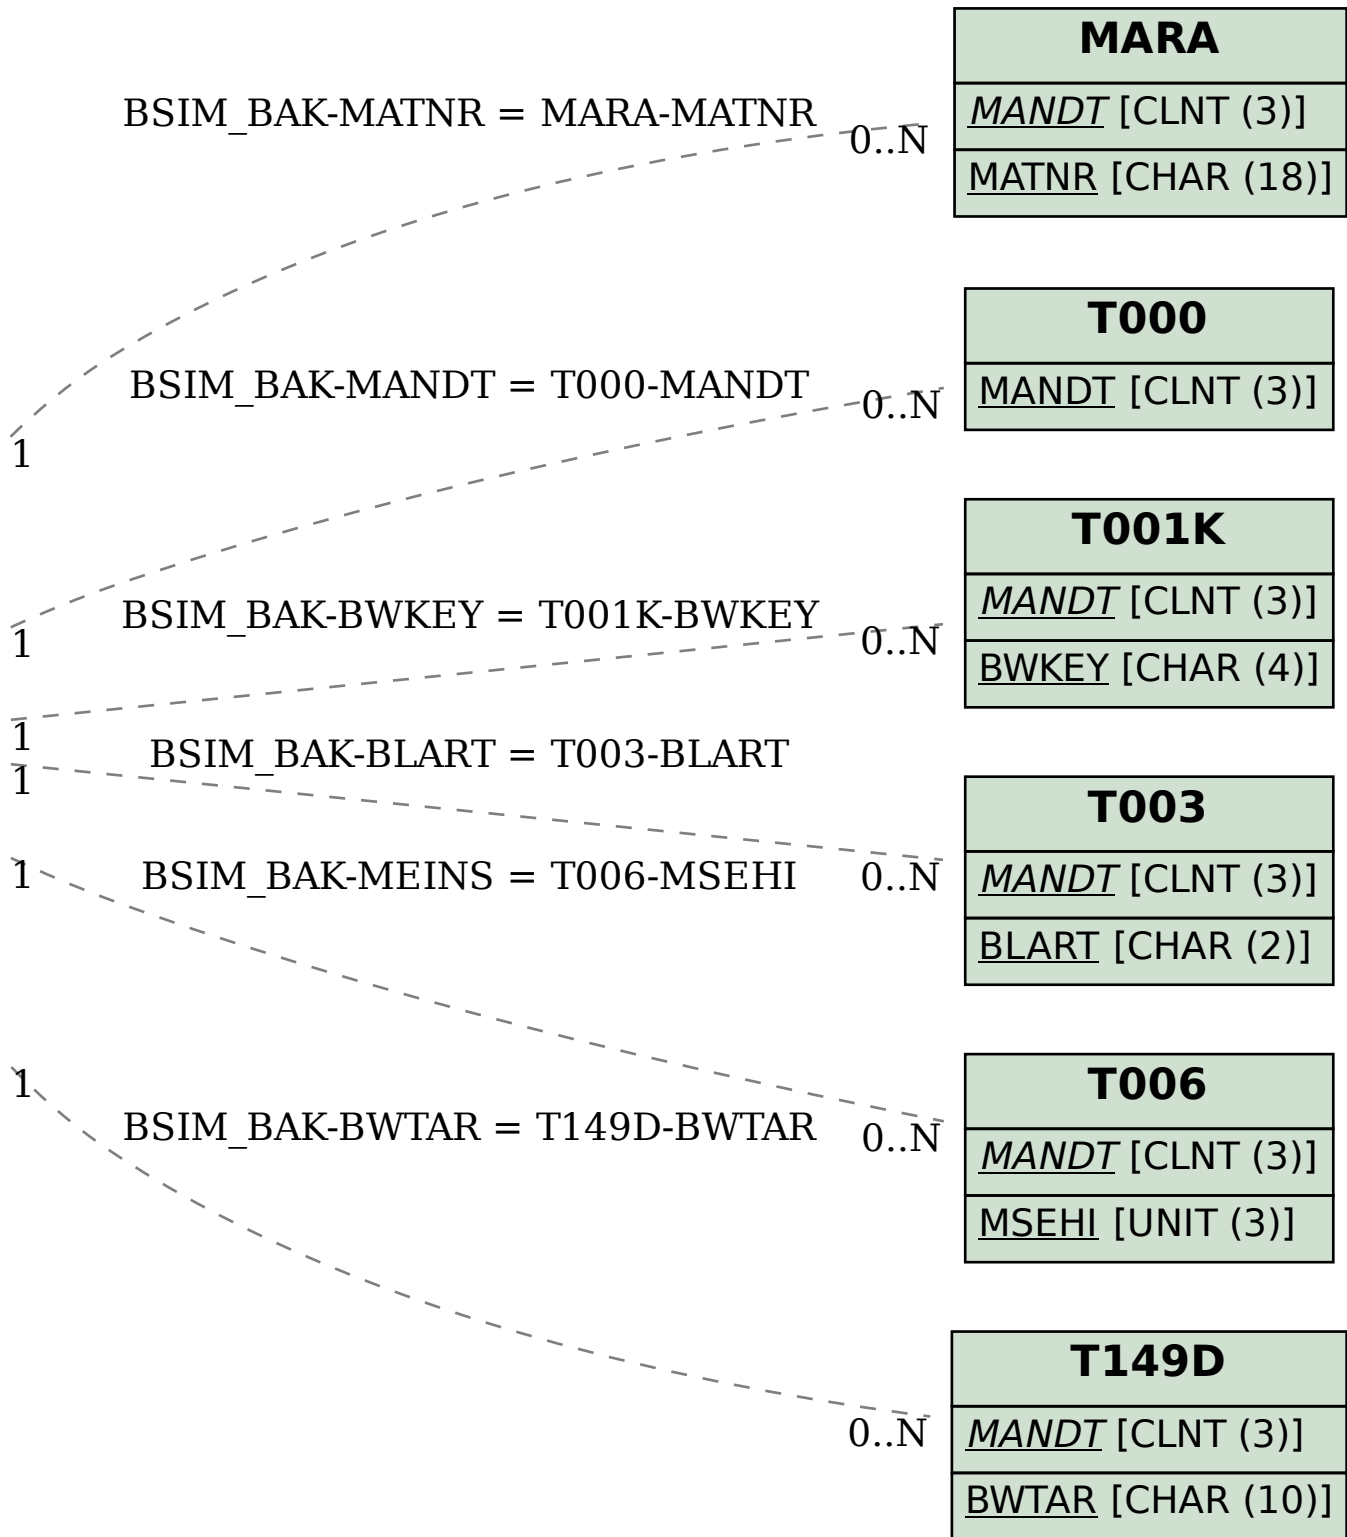 MARA
BSIM_BAK-MATNR = MARA-MATNR
0..N
MANDT [CLNT (3)]
MATNR [CHAR (18)]
T000
BSIM_BAK-MANDT = T000-MANDT
0..N
MANDT [CLNT (3)]
1
T001K
BSIM_BAK-BWKEY = T001K-BWKEY
0..N
MANDT [CLNT (3)]
1
BWKEY [CHAR (4)]
1
BSIM_BAK-BLART = T003-BLART
1
T003
1
BSIM_BAK-MEINS = T006-MSEHI
0..N
MANDT [CLNT (3)]
BLART [CHAR (2)]
1
T006
BSIM_BAK-BWTAR = T149D-BWTAR
0..N
MANDT [CLNT (3)]
MSEHI [UNIT (3)]
T149D
0..N
MANDT [CLNT (3)]
BWTAR [CHAR (10)]